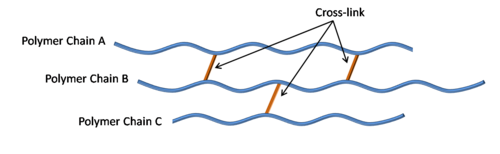 Cross-link
Polymer Chain A
Polymer Chain B
Polymer Chain C